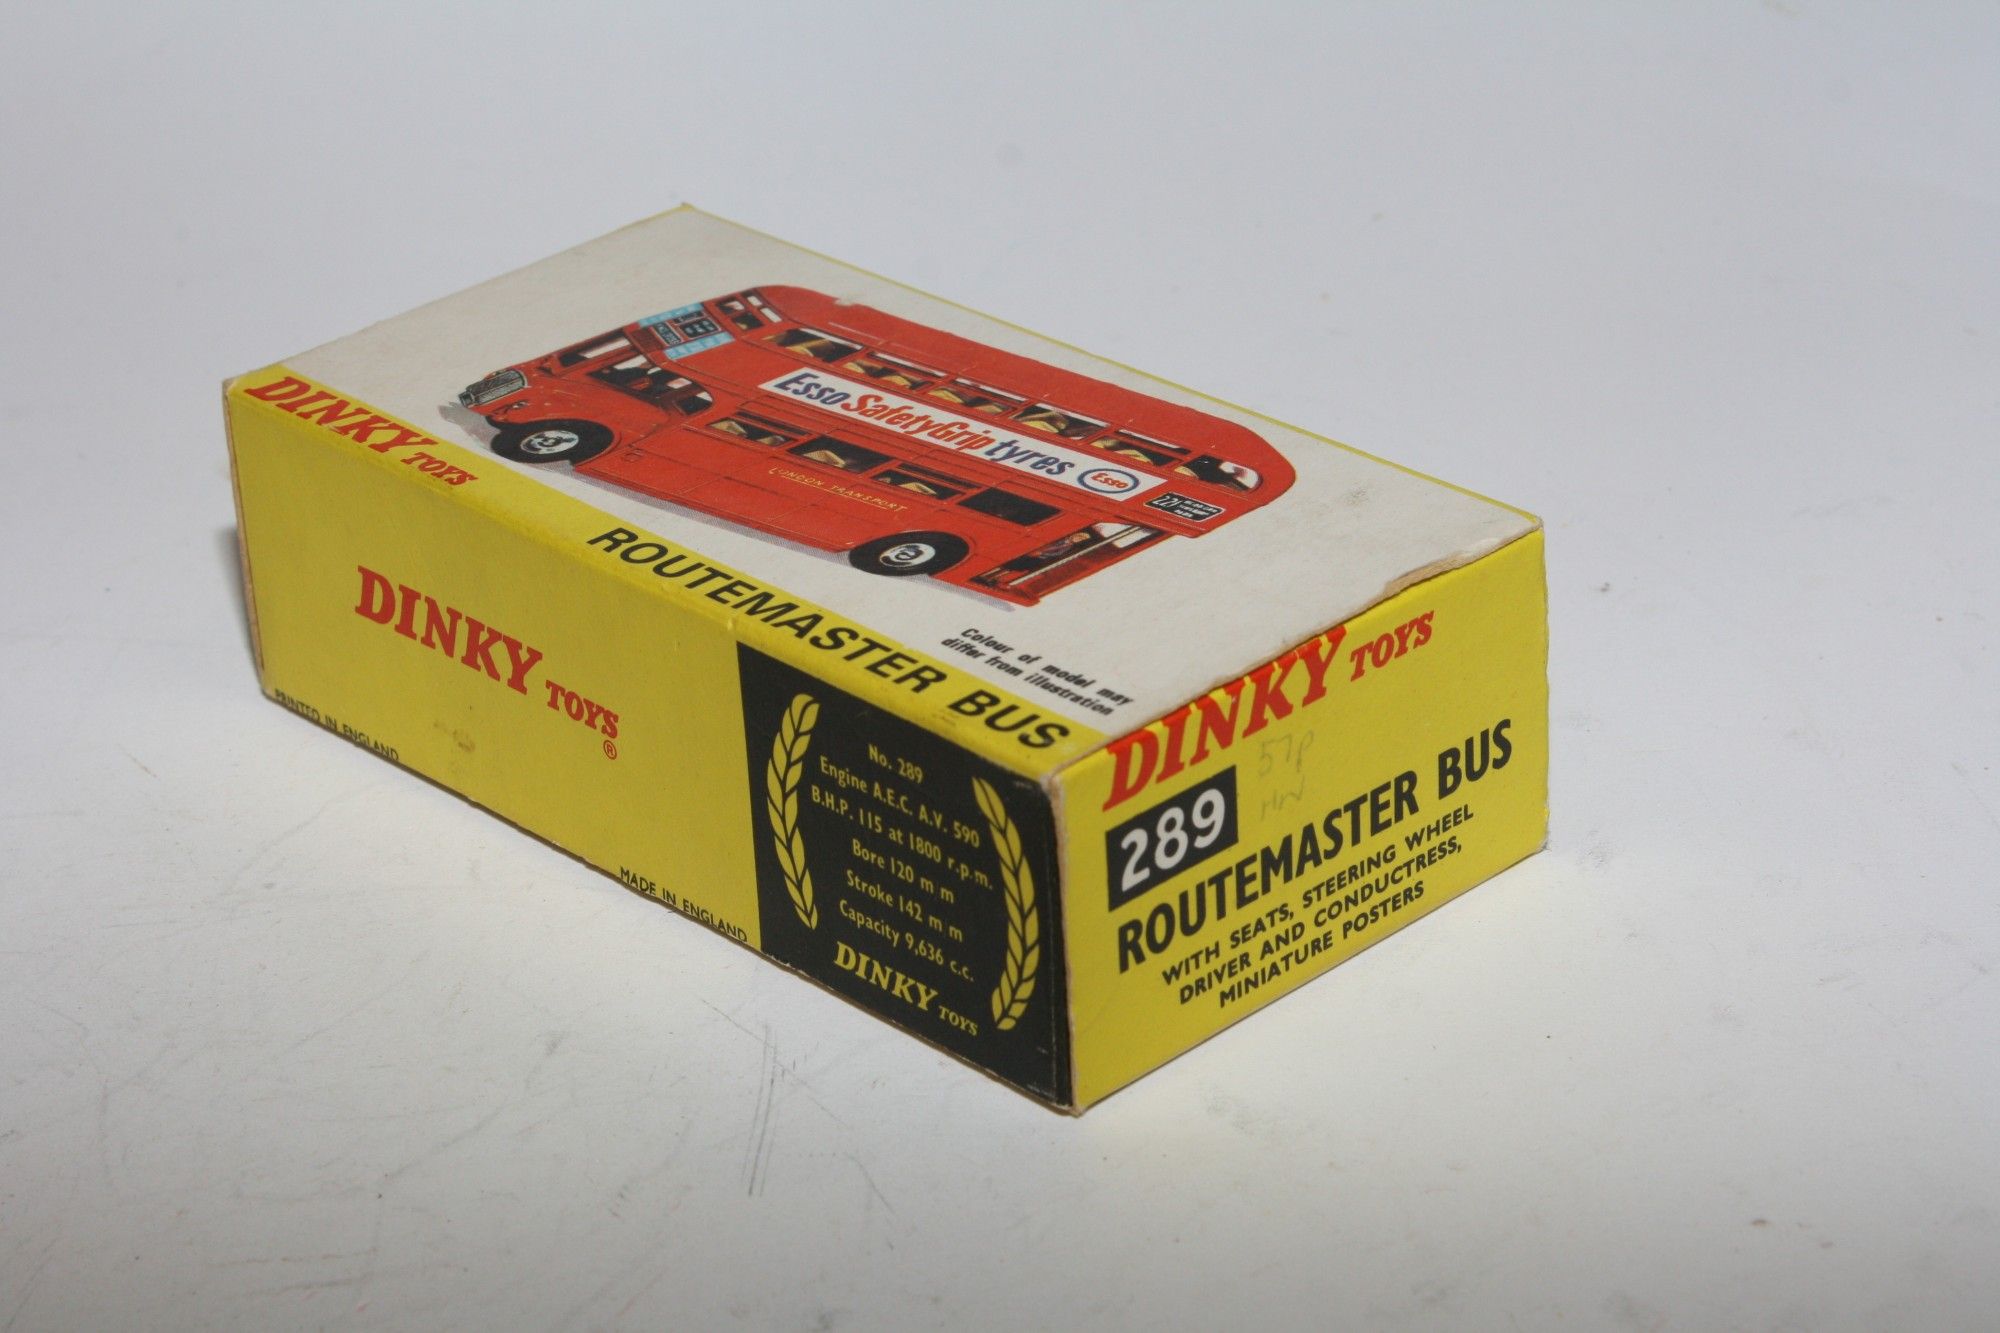 DINKY TOYS
Esso SafetyGrip tyres Esso
LONDON TRANSPORT
221
ROUTEMASTER BUS
Colour of model may
differ from illustration
DINKY TOYS®
PRINTED IN ENGLAND
MADE IN ENGLAND
No. 289
Engine A.E.C. A.V. 590
B.H.P. 115 at 1800 r.p.m.
Bore 120 m m
Stroke 142 m m
Capacity 9,636 c.c.
DINKY TOYS
DINKY TOYS
57p
289
ROUTEMASTER BUS
WITH SEATS, STEERING WHEEL
DRIVER AND CONDUCTRESS,
MINIATURE POSTERS